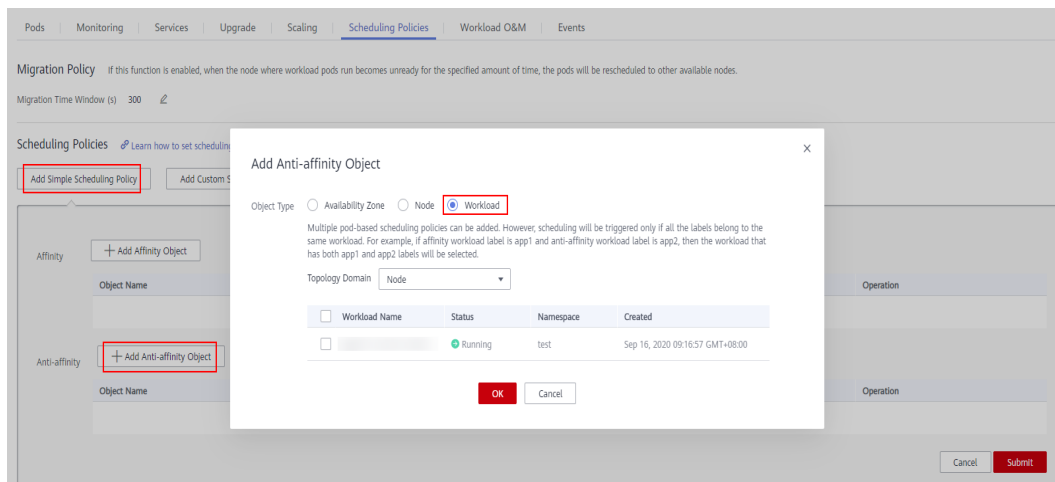 Pods Monitoring Services Upgrade Scaling Scheduling Policies Workload O&M Events
Migration Policy If this function is enabled, when the node where workload pods run becomes unready for the specified amount of time, the pods will be rescheduled to other available nodes.
Migration Time Window (s) 300
Scheduling Policies Learn how to set scheduling
Add Simple Scheduling Policy Add Custom S
Add Anti-affinity Object
Object Type Availability Zone Node Workload
Multiple pod-based scheduling policies can be added. However, scheduling will be triggered only if all the labels belong to the
same workload. For example, if affinity workload label is app1 and anti-affinity workload label is app2, then the workload that
has both app1 and app2 labels will be selected.
Topology Domain Node
Workload Name Status Namespace Created
Running test Sep 16, 2020 09:16:57 GMT+08:00
OK Cancel
Affinity + Add Affinity Object
Object Name Operation
Anti-affinity + Add Anti-affinity Object
Object Name Operation
Cancel Submit